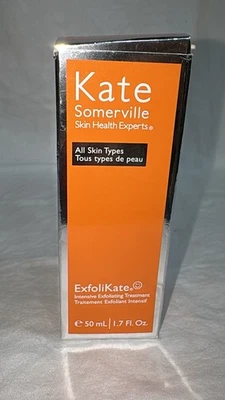 Kate
Somerville
Skin Health Experts®
All Skin Types
Tous types de peau
ExfoliKate®
Intensive Exfoliating Treatment
Traitement Exfoliant Intensif
℮ 50 mL | 1.7 Fl. Oz.